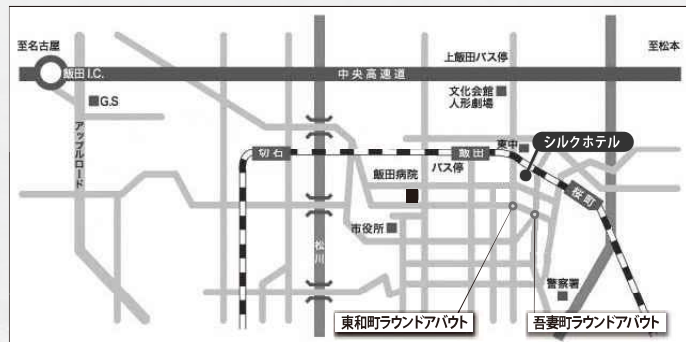 至名古屋
上飯田バス停
至松本
飯田I.C.
中央高速道
G.S
文化会館
人形劇場
アップルロード
切石
飯田
東中
シルクホテル
飯田病院
バス停
桜町
市役所
松川
警察署
東和町ラウンドアバウト
吾妻町ラウンドアバウト